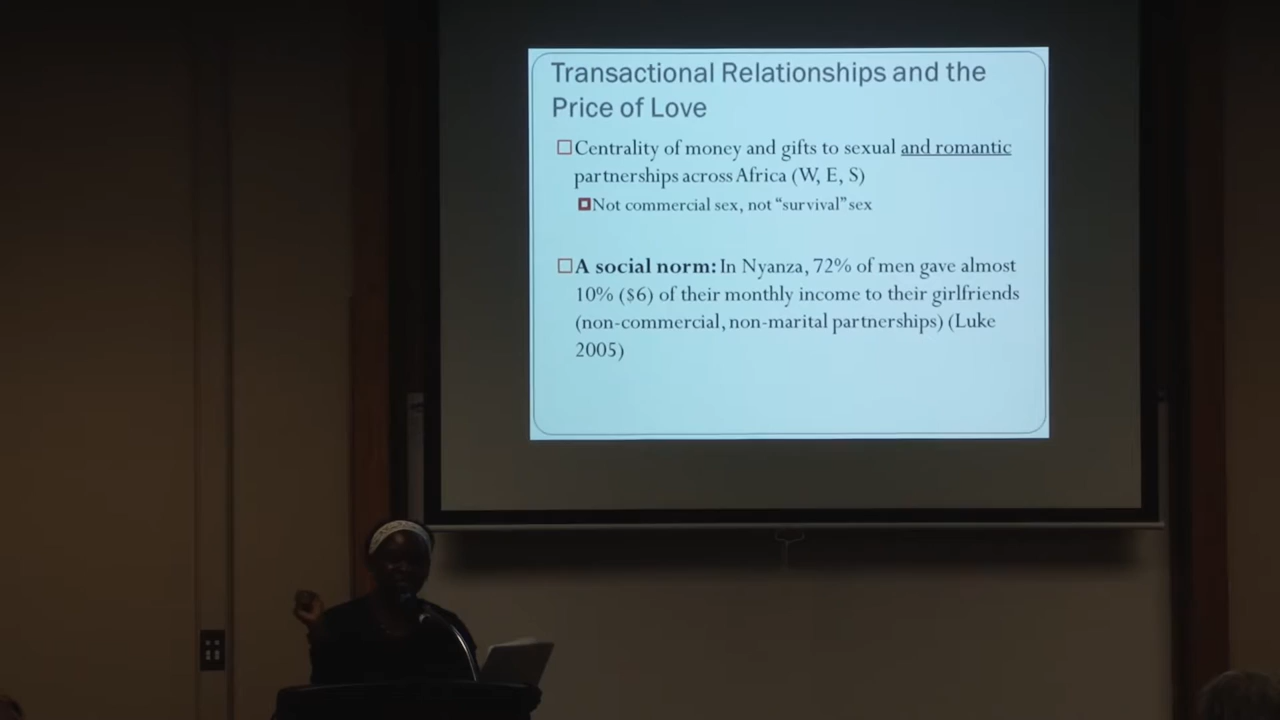 Transactional Relationships and the
Price of Love
Centrality of money and gifts to sexual and romantic
partnerships across Africa (W, E, S)
Not commercial sex, not “survival” sex
A social norm: In Nyanza, 72% of men gave almost
10% ($6) of their monthly income to their girlfriends
(non-commercial, non-marital partnerships) (Luke
2005)